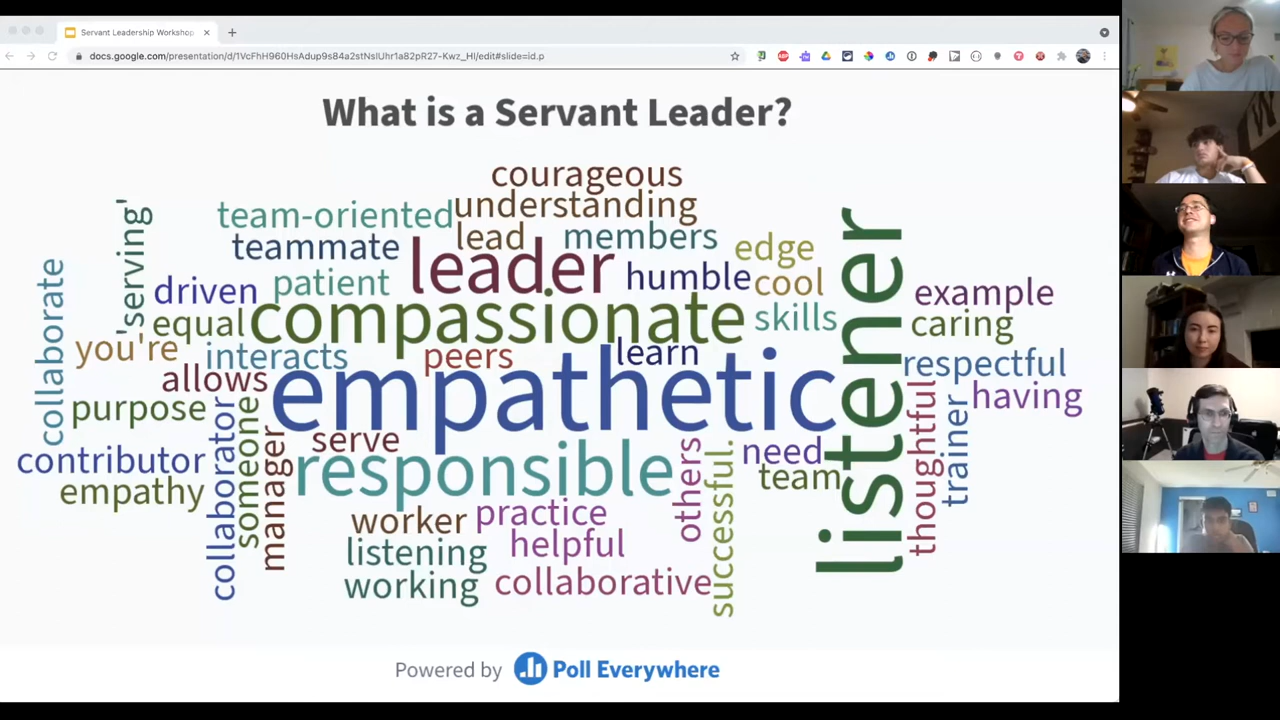 Servant Leadership Workshop
docs.google.com/presentation/d/1VcFhH960HsAdup9s84a2stNsIUhr1a82pR27-Kwz_HI/edit#slide=id.p
What is a Servant Leader?
courageous
team-oriented understanding
'serving'
teammate lead members edge
leader
driven patient humble cool example
collaborate
equal compassionate skills caring
listener
you're interacts peers learn respectful
allows empathetic having
purpose thoughtful trainer
collaborator someone manager
serve need
contributor responsible others team
empathy successful.
worker practice
listening helpful
working collaborative
Powered by Poll Everywhere